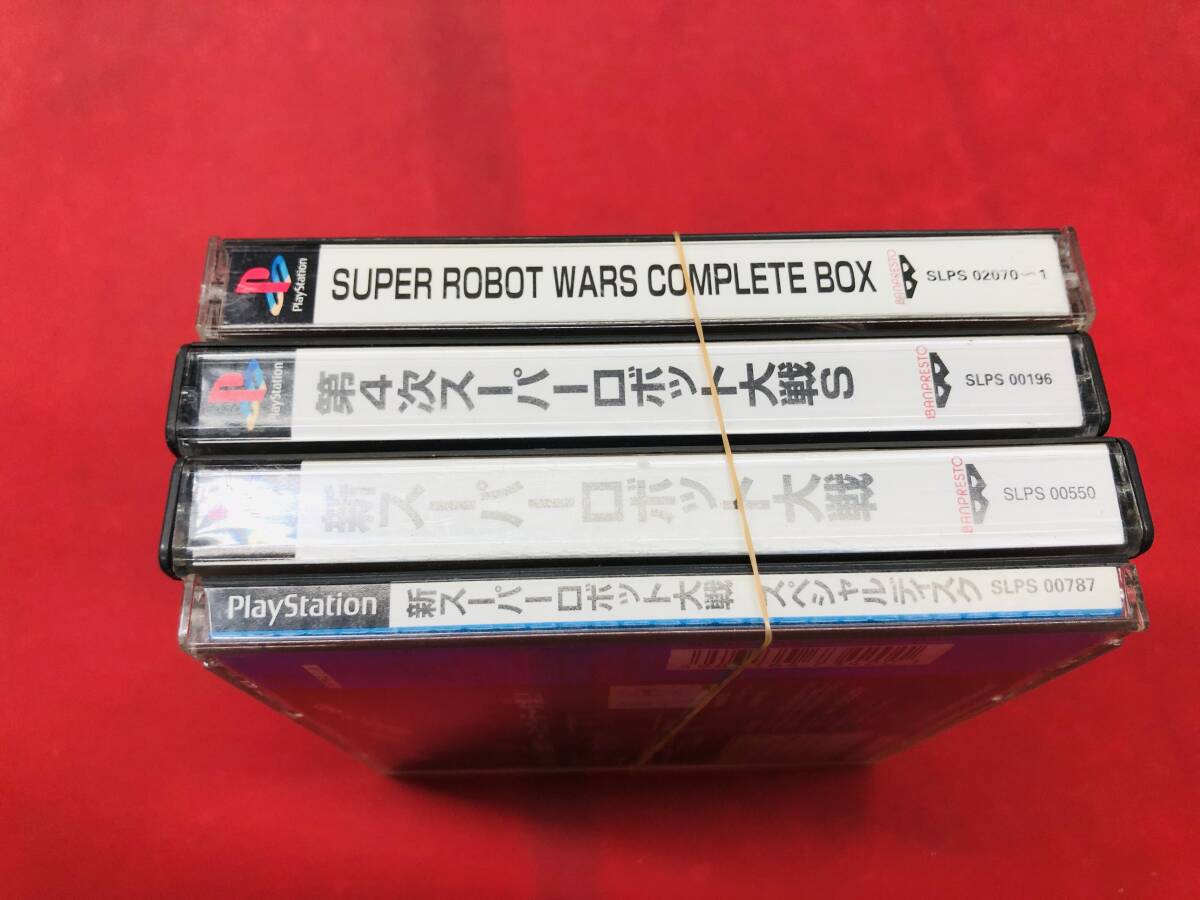 PlayStation SUPER ROBOT WARS COMPLETE BOX BANPRESTO SLPS 02070~1
PlayStation 第4次スーパーロボット大戦S BANPRESTO SLPS 00196
新スーパーロボット大戦 BANPRESTO SLPS 00550
PlayStation 新スーパーロボット大戦 スペシャルディスク SLPS 00787